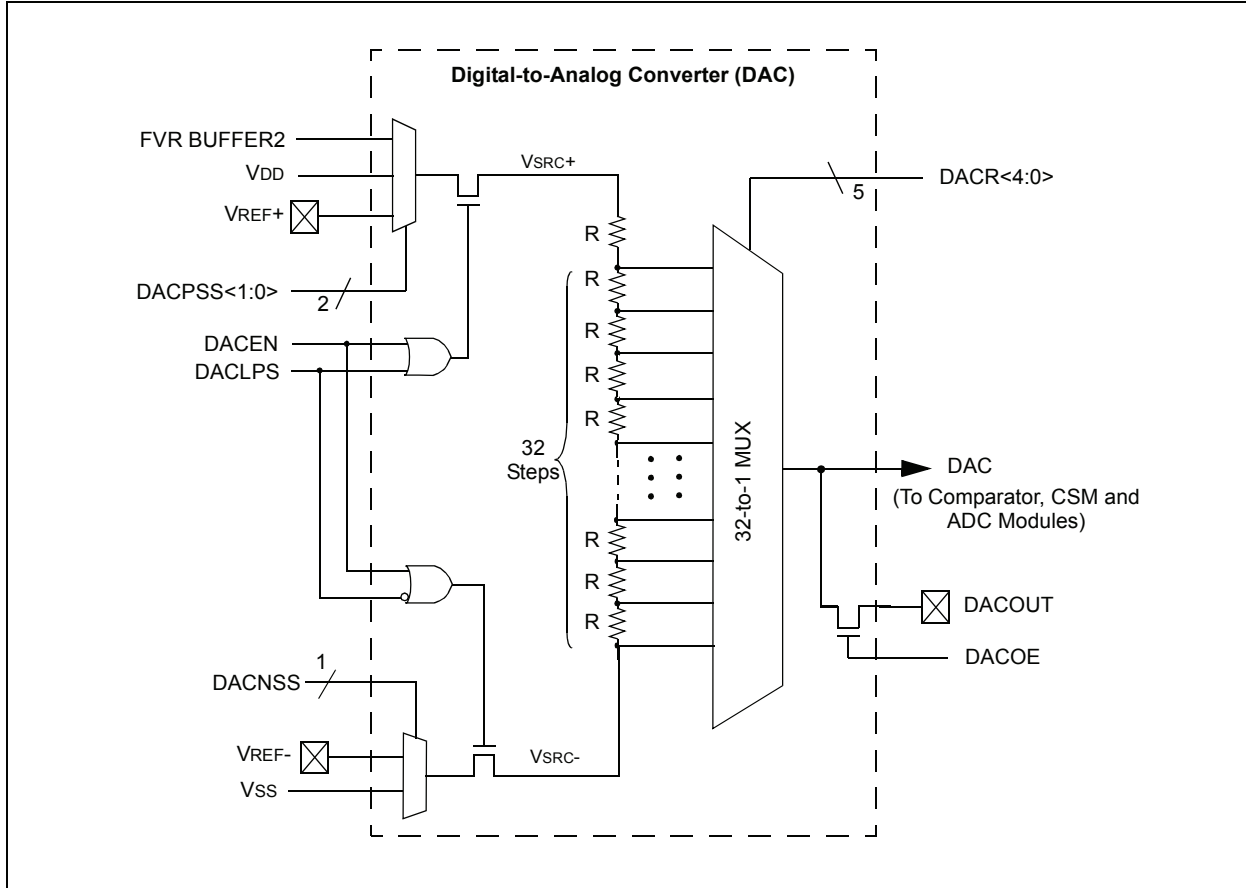 Digital-to-Analog Converter (DAC)
FVR BUFFER2
VDD
VREF+
DACPSS<1:0>
2
DACEN
DACLPS
VSRC+
R
R
R
R
R
32
Steps
R
R
R
32-to-1 MUX
5
DACR<4:0>
DAC
(To Comparator, CSM and
ADC Modules)
DACOUT
DACOE
DACNSS
1
VREF-
VSS
VSRC-